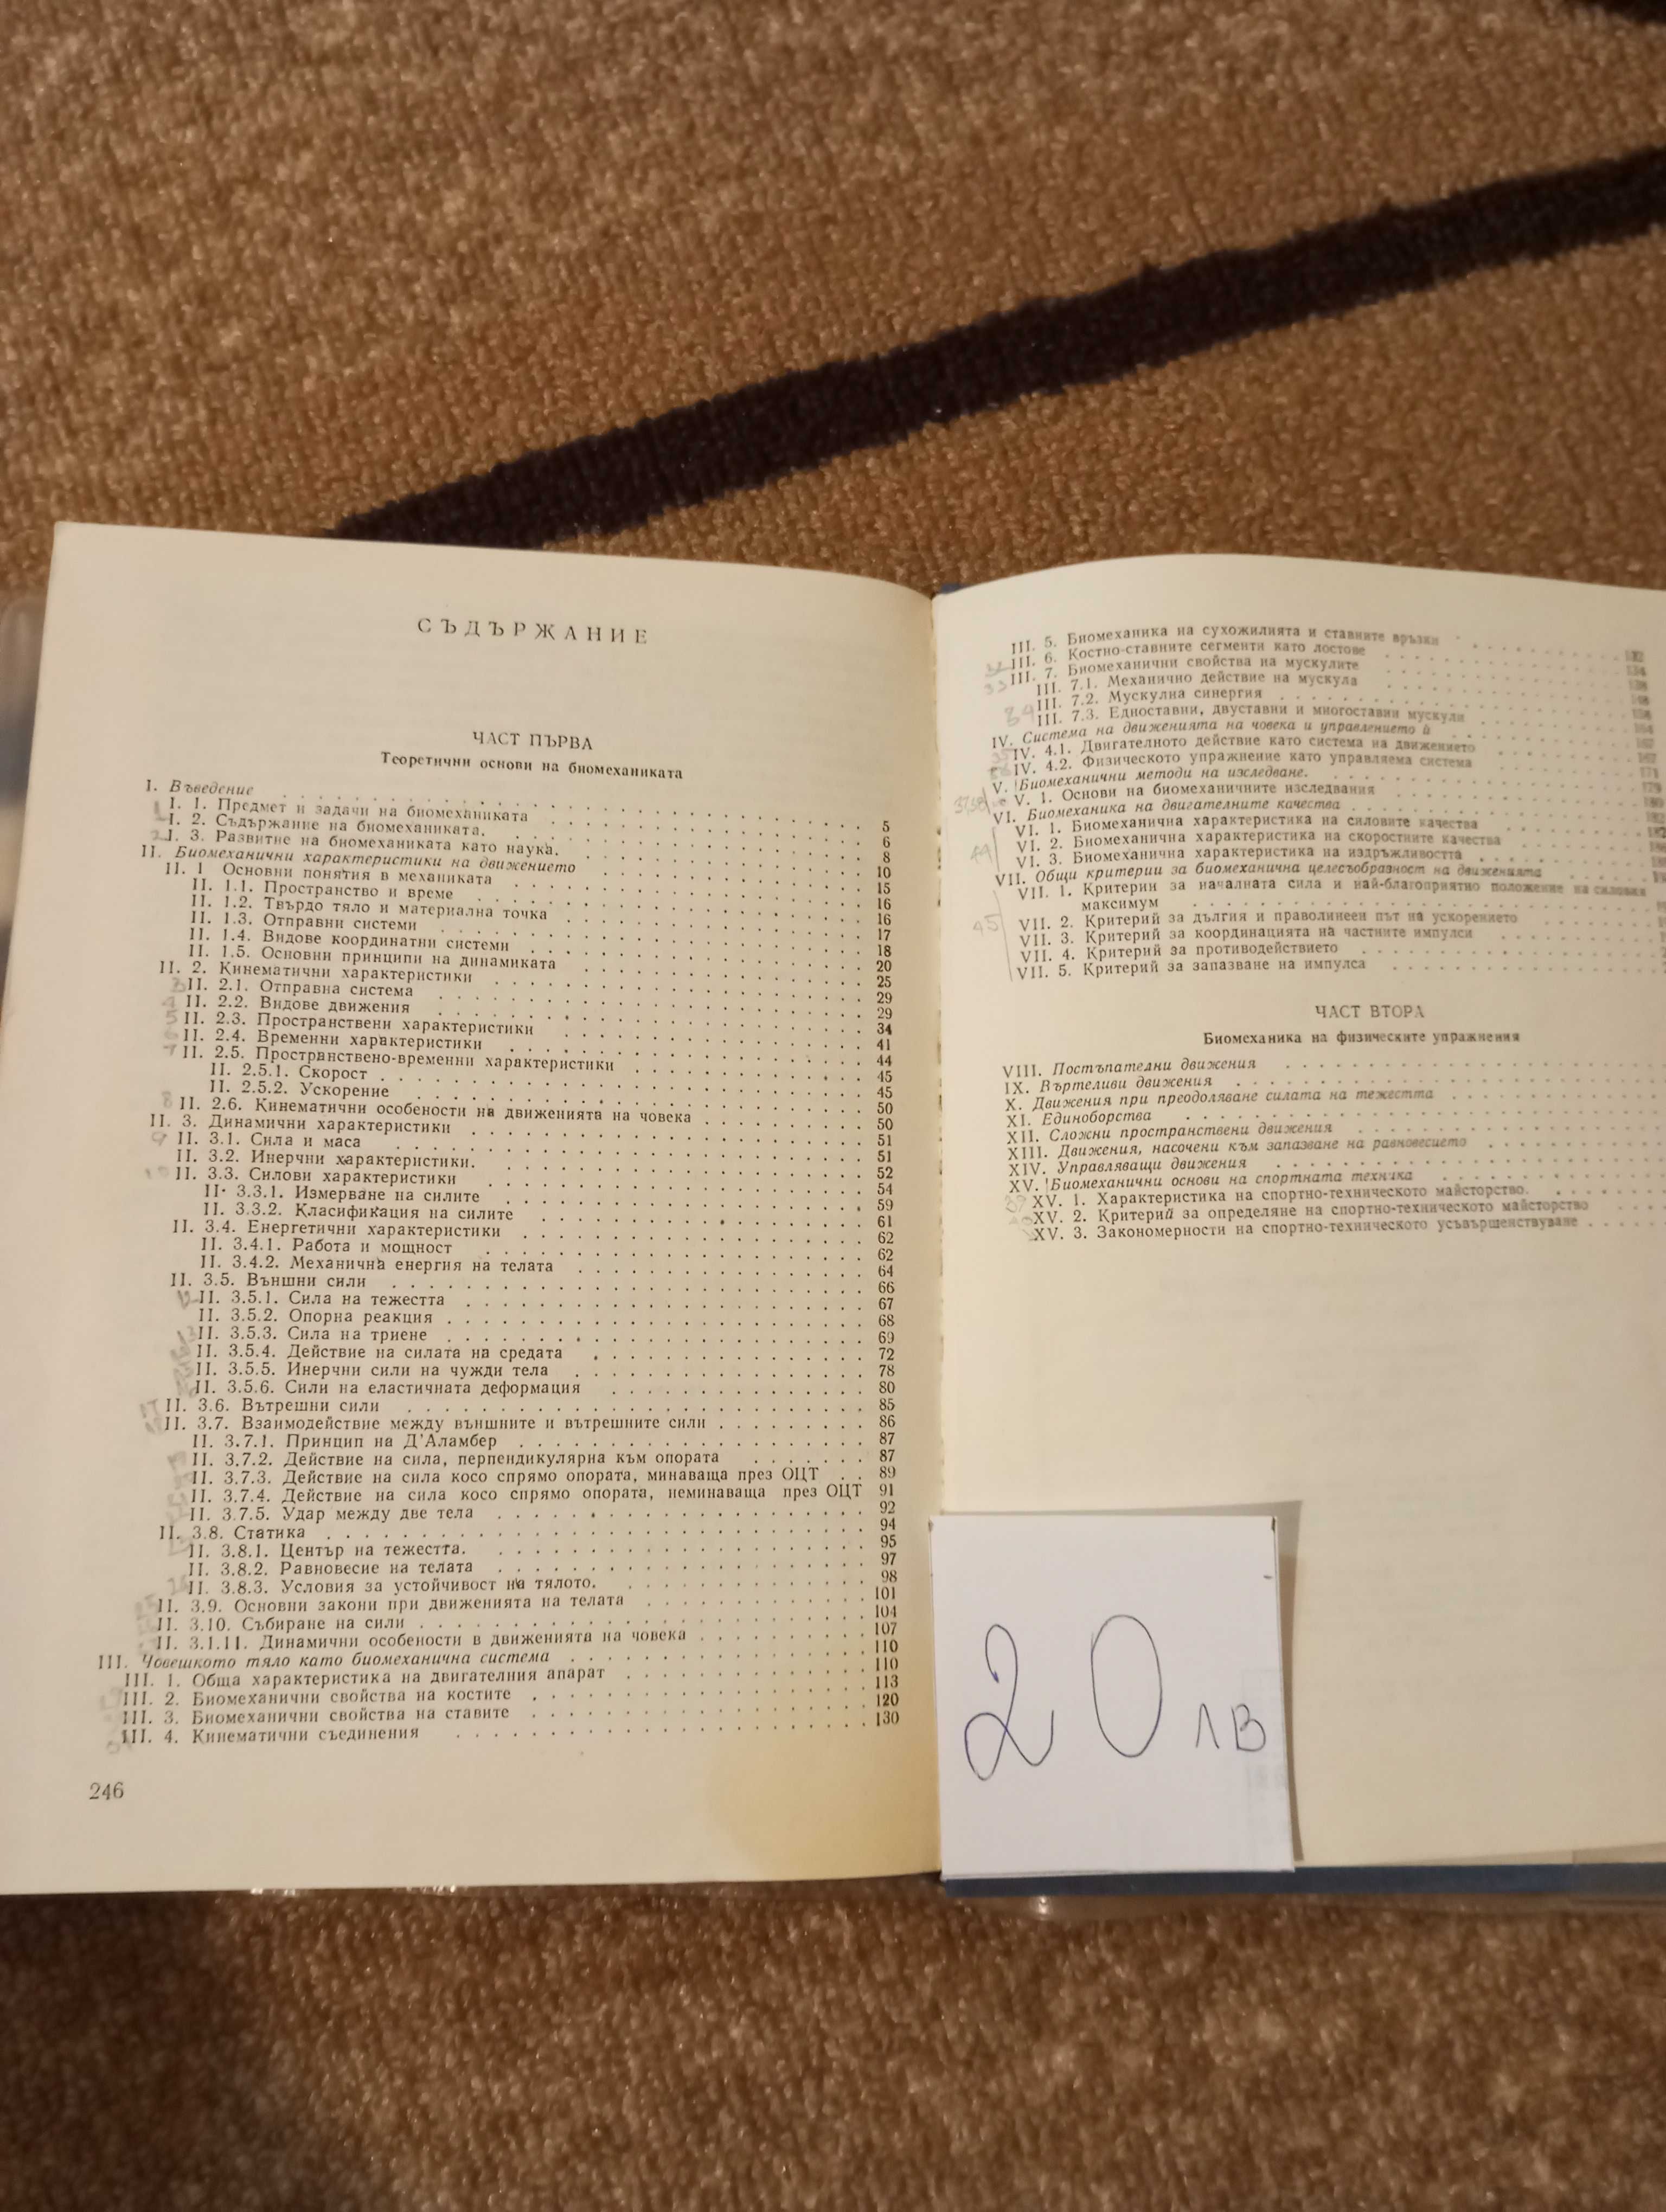 СЪДЪРЖАНИЕ
ЧАСТ ПЪРВА
Теоретични основи на биомеханиката
I. Въведение . . . . . . . . . . 5
I. 1. Предмет и задачи на биомеханиката . . . . . . . . . . 6
I. 2. Съдържание на биомеханиката. . . . . . . . . . 8
I. 3. Развитие на биомеханиката като наука. . . . . . . . . . 10
II. Биомеханични характеристики на движението . . . . . . . . . . 15
II. 1 Основни понятия в механиката . . . . . . . . . . 16
II. 1.1. Пространство и време . . . . . . . . . . 16
II. 1.2. Твърдо тяло и материална точка . . . . . . . . . . 17
II. 1.3. Отправни системи . . . . . . . . . . 18
II. 1.4. Видове координатни системи . . . . . . . . . . 20
II. 1.5. Основни принципи на динамиката . . . . . . . . . . 25
II. 2. Кинематични характеристики . . . . . . . . . . 29
II. 2.1. Отправна система . . . . . . . . . . 29
II. 2.2. Видове движения . . . . . . . . . . 34
II. 2.3. Пространствени характеристики . . . . . . . . . . 41
II. 2.4. Временни характеристики . . . . . . . . . . 44
II. 2.5. Пространствено-временни характеристики . . . . . . . . . . 45
II. 2.5.1. Скорост . . . . . . . . . . 45
II. 2.5.2. Ускорение . . . . . . . . . . 50
II. 2.6. Кинематични особености на движенията на човека . . . . . . . . . . 50
II. 3. Динамични характеристики . . . . . . . . . . 51
II. 3.1. Сила и маса . . . . . . . . . . 51
II. 3.2. Инерчни характеристики. . . . . . . . . . 52
II. 3.3. Силови характеристики . . . . . . . . . . 54
II. 3.3.1. Измерване на силите . . . . . . . . . . 59
II. 3.3.2. Класификация на силите . . . . . . . . . . 61
II. 3.4. Енергетични характеристики . . . . . . . . . . 62
II. 3.4.1. Работа и мощност . . . . . . . . . . 62
II. 3.4.2. Механична енергия на телата . . . . . . . . . . 64
II. 3.5. Външни сили . . . . . . . . . . 66
II. 3.5.1. Сила на тежестта . . . . . . . . . . 67
II. 3.5.2. Опорна реакция . . . . . . . . . . 68
II. 3.5.3. Сила на триене . . . . . . . . . . 69
II. 3.5.4. Действие на силата на средата . . . . . . . . . . 72
II. 3.5.5. Инерчни сили на чужди тела . . . . . . . . . . 78
II. 3.5.6. Сили на еластичната деформация . . . . . . . . . . 80
II. 3.6. Вътрешни сили . . . . . . . . . . 85
II. 3.7. Взаимодействие между външните и вътрешните сили . . . . . . . . . 86
II. 3.7.1. Принцип на Д'Аламбер . . . . . . . . . . 87
II. 3.7.2. Действие на сила, перпендикулярна към опората . . . . . . . 87
II. 3.7.3. Действие на сила косо спрямо опората, минаваща през ОЦТ . . 89
II. 3.7.4. Действие на сила косо спрямо опората, неминаваща през ОЦТ 91
II. 3.7.5. Удар между две тела . . . . . . . . . . 92
II. 3.8. Статика . . . . . . . . . . 94
II. 3.8.1. Център на тежестта. . . . . . . . . . 95
II. 3.8.2. Равновесие на телата . . . . . . . . . . 97
II. 3.8.3. Условия за устойчивост на тялото. . . . . . . . . . 98
II. 3.9. Основни закони при движенията на телата . . . . . . . . . . 101
II. 3.10. Събиране на сили . . . . . . . . . . 104
II. 3.1.11. Динамични особености в движенията на човека . . . . . . . . . . 107
III. Човешкото тяло като биомеханична система . . . . . . . . . . 110
III. 1. Обща характеристика на двигателния апарат . . . . . . . . . . 110
III. 2. Биомеханични свойства на костите . . . . . . . . . . 113
III. 3. Биомеханични свойства на ставите . . . . . . . . . . 120
III. 4. Кинематични съединения . . . . . . . . . . 130
246
III. 5. Биомеханика на сухожилията и ставните връзки
III. 6. Костно-ставните сегменти като лостове
III. 7. Биомеханични свойства на мускулите
III. 7.1. Механично действие на мускула
III. 7.2. Мускулна синергия
III. 7.3. Едноставни, двуставни и многоставни мускули
IV. Система на движенията на човека и управлението ѝ
IV. 4.1. Двигателното действие като система на движението
IV. 4.2. Физическото упражнение като управляема система
V. Биомеханични методи на изследване.
V. 1. Основи на биомеханичните изследвания
VI. Биомеханика на двигателните качества
VI. 1. Биомеханична характеристика на силовите качества
VI. 2. Биомеханична характеристика на скоростните качества
VI. 3. Биомеханична характеристика на издръжливостта
VII. Общи критерии за биомеханична целесъобразност на движенията
VII. 1. Критерии за началната сила и най-благоприятно положение на силовия
максимум
VII. 2. Критерий за дългия и праволинеен път на ускорението
VII. 3. Критерий за координацията на частните импулси
VII. 4. Критерий за противодействието
VII. 5. Критерий за запазване на импулса
ЧАСТ ВТОРА
Биомеханика на физическите упражнения
VIII. Постъпателни движения
IX. Въртеливи движения
X. Движения при преодоляване силата на тежестта
XI. Единоборства
XII. Сложни пространствени движения
XIII. Движения, насочени към запазване на равновесието
XIV. Управляващи движения
XV. Биомеханични основи на спортната техника
XV. 1. Характеристика на спортно-техническото майсторство.
XV. 2. Критерий за определяне на спортно-техническото майсторство
XV. 3. Закономерности на спортно-техническото усъвършенствуване
20 лв